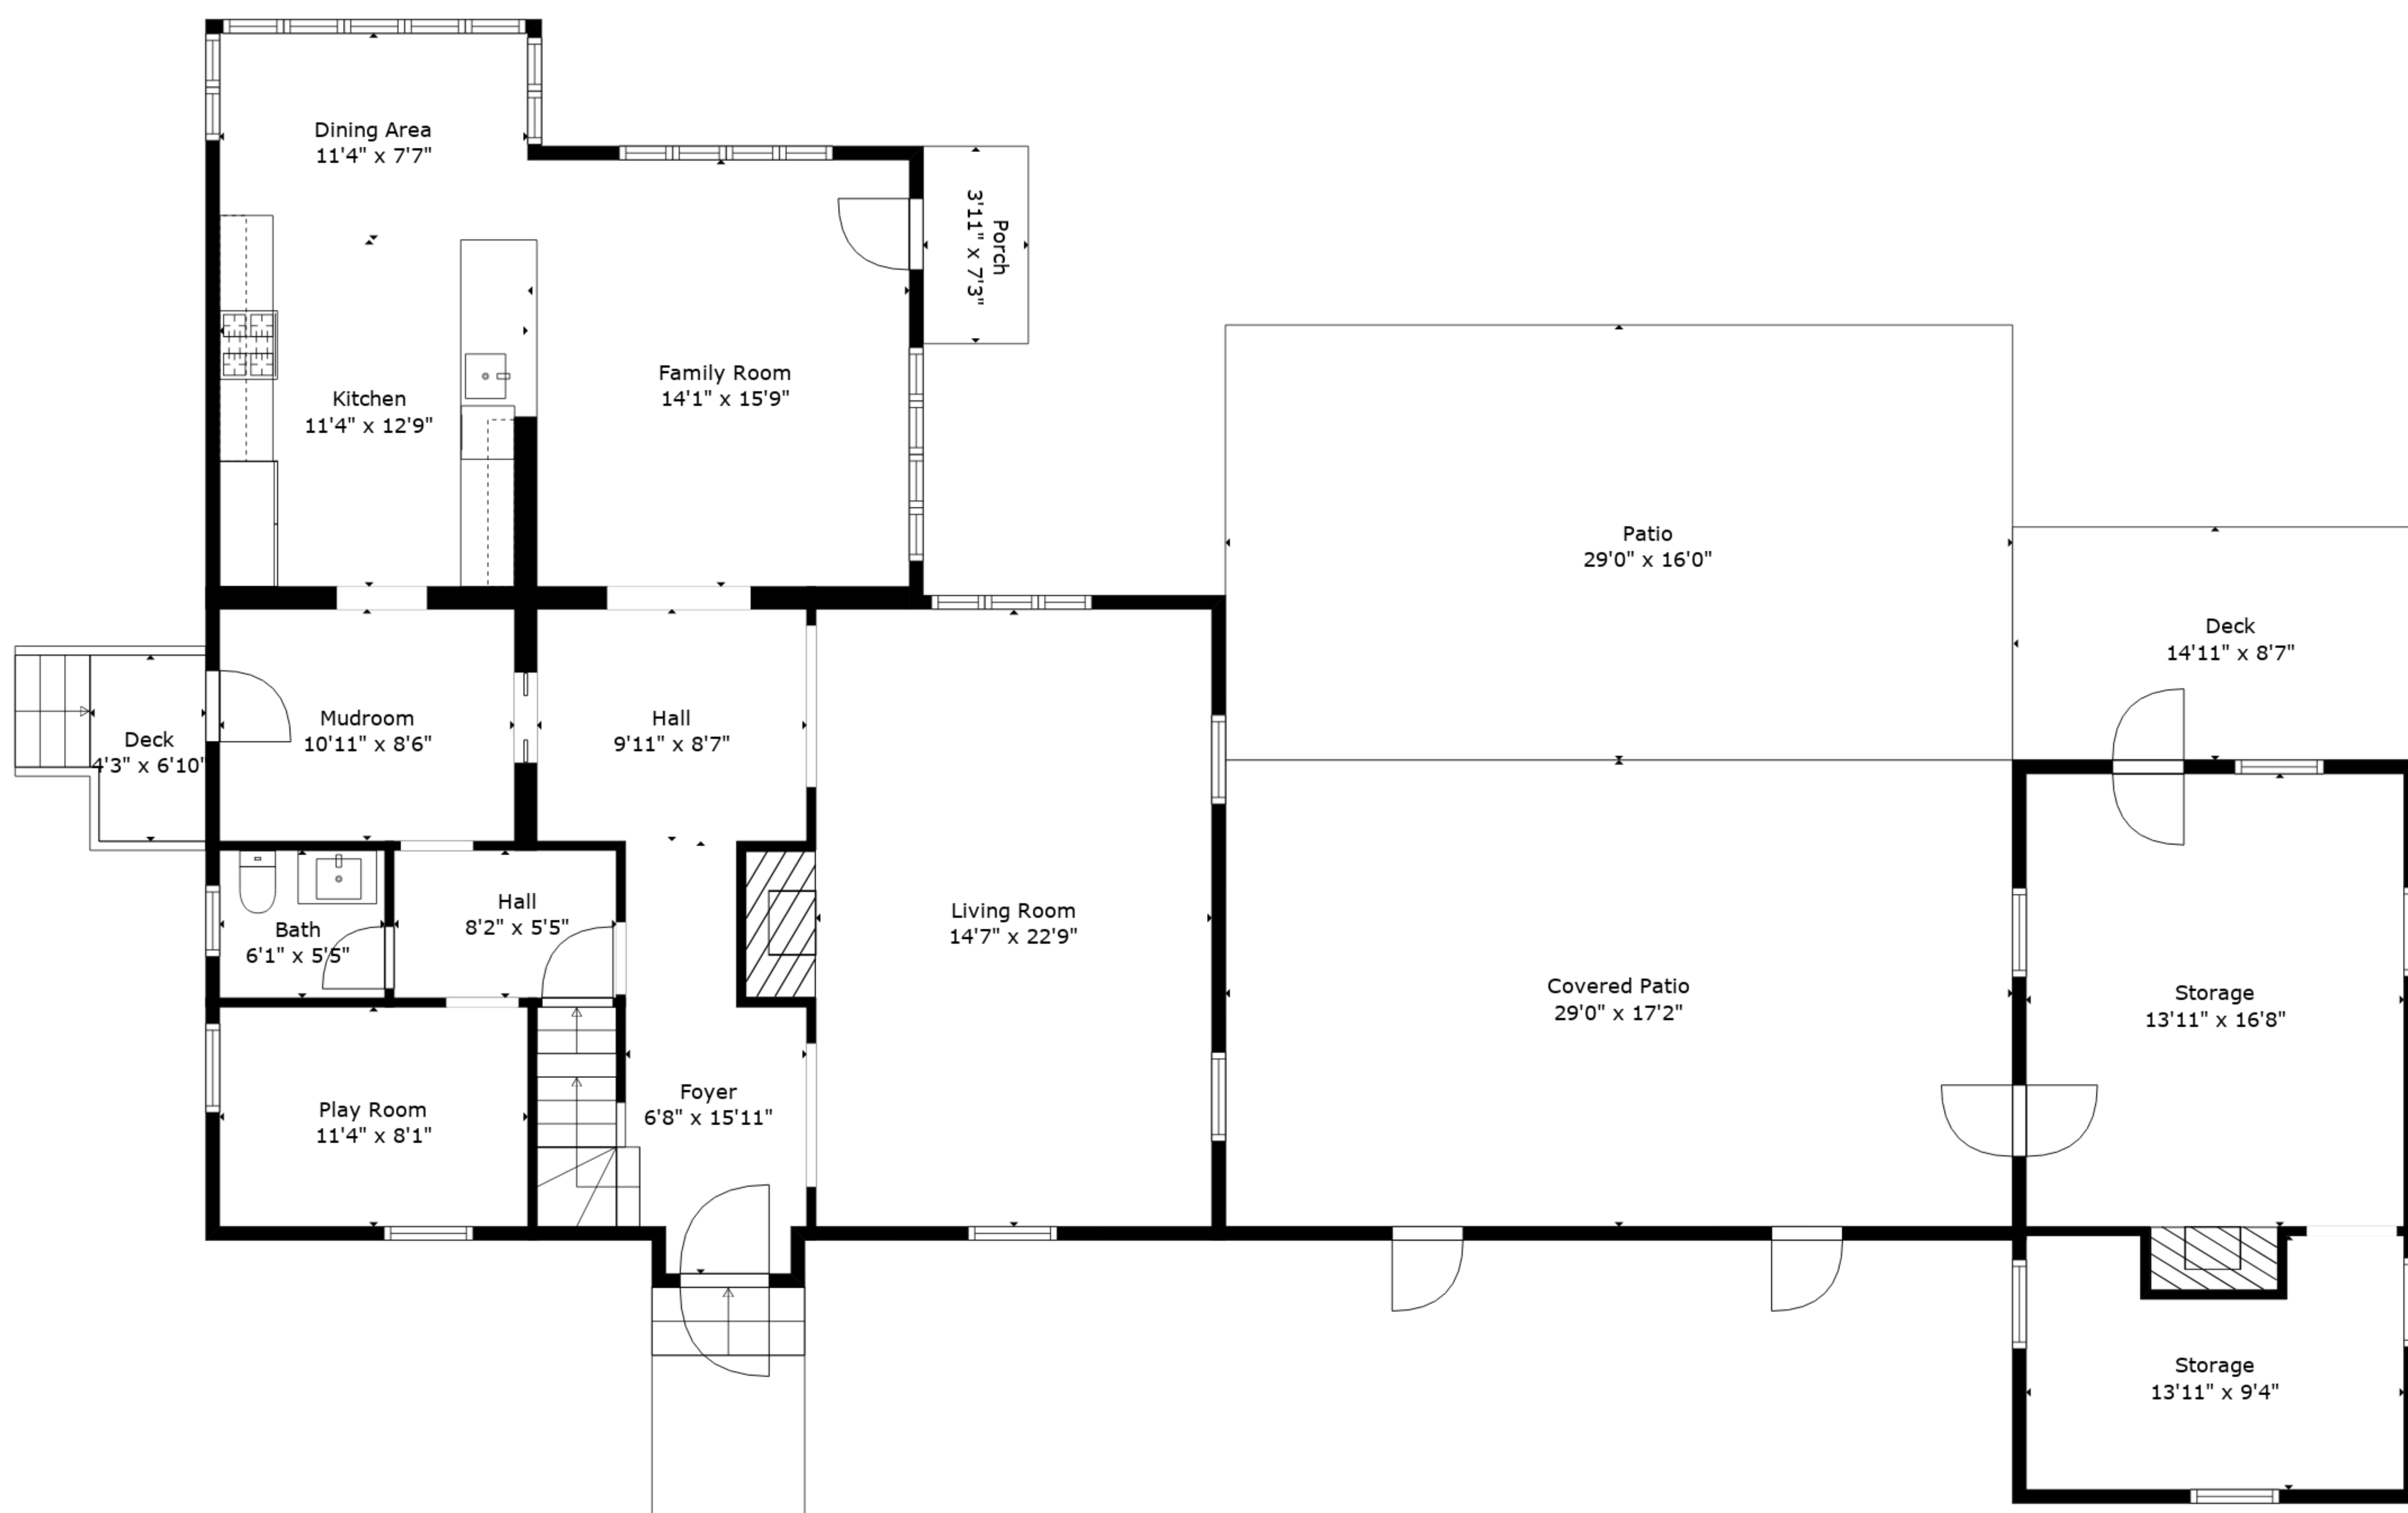 Dining Area
11'4" x 7'7"
Porch
3'11" x 7'3"
Family Room
14'1" x 15'9"
Kitchen
11'4" x 12'9"
Patio
29'0" x 16'0"
Deck
14'11" x 8'7"
Mudroom
10'11" x 8'6"
Hall
9'11" x 8'7"
Deck
4'3" x 6'10"
Hall
8'2" x 5'5"
Bath
6'1" x 5'5"
Living Room
14'7" x 22'9"
Covered Patio
29'0" x 17'2"
Storage
13'11" x 16'8"
Foyer
6'8" x 15'11"
Play Room
11'4" x 8'1"
Storage
13'11" x 9'4"